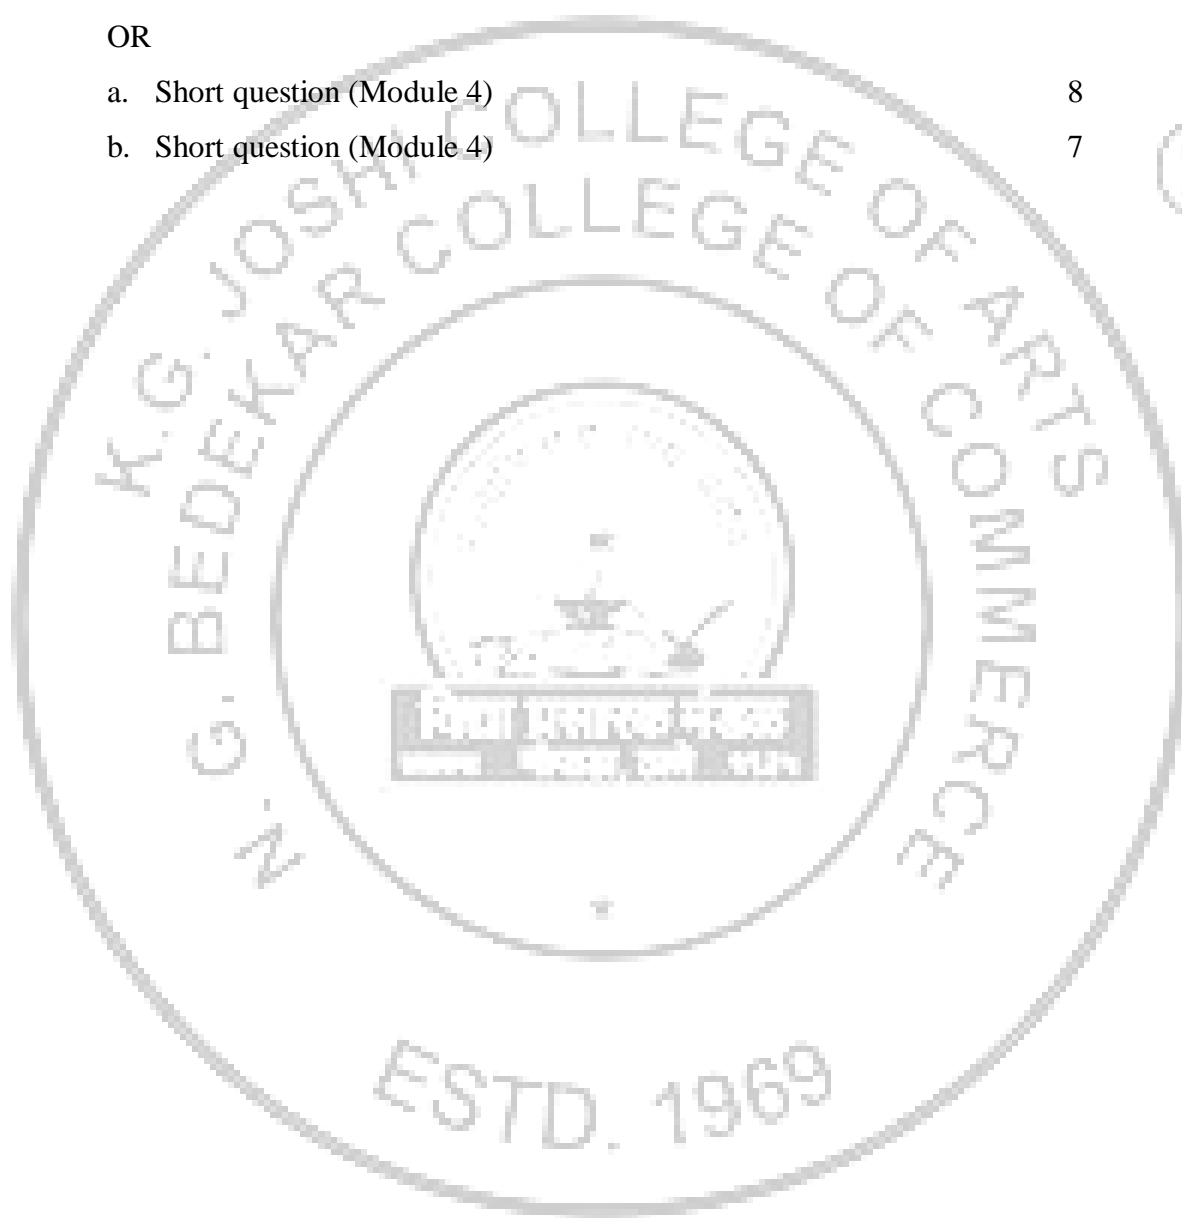 OR
a. Short question (Module 4) 8
b. Short question (Module 4) 7
K.G. JOSHI COLLEGE OF ARTS
N. G. BEDEKAR COLLEGE OF COMMERCE
ESTD. 1969